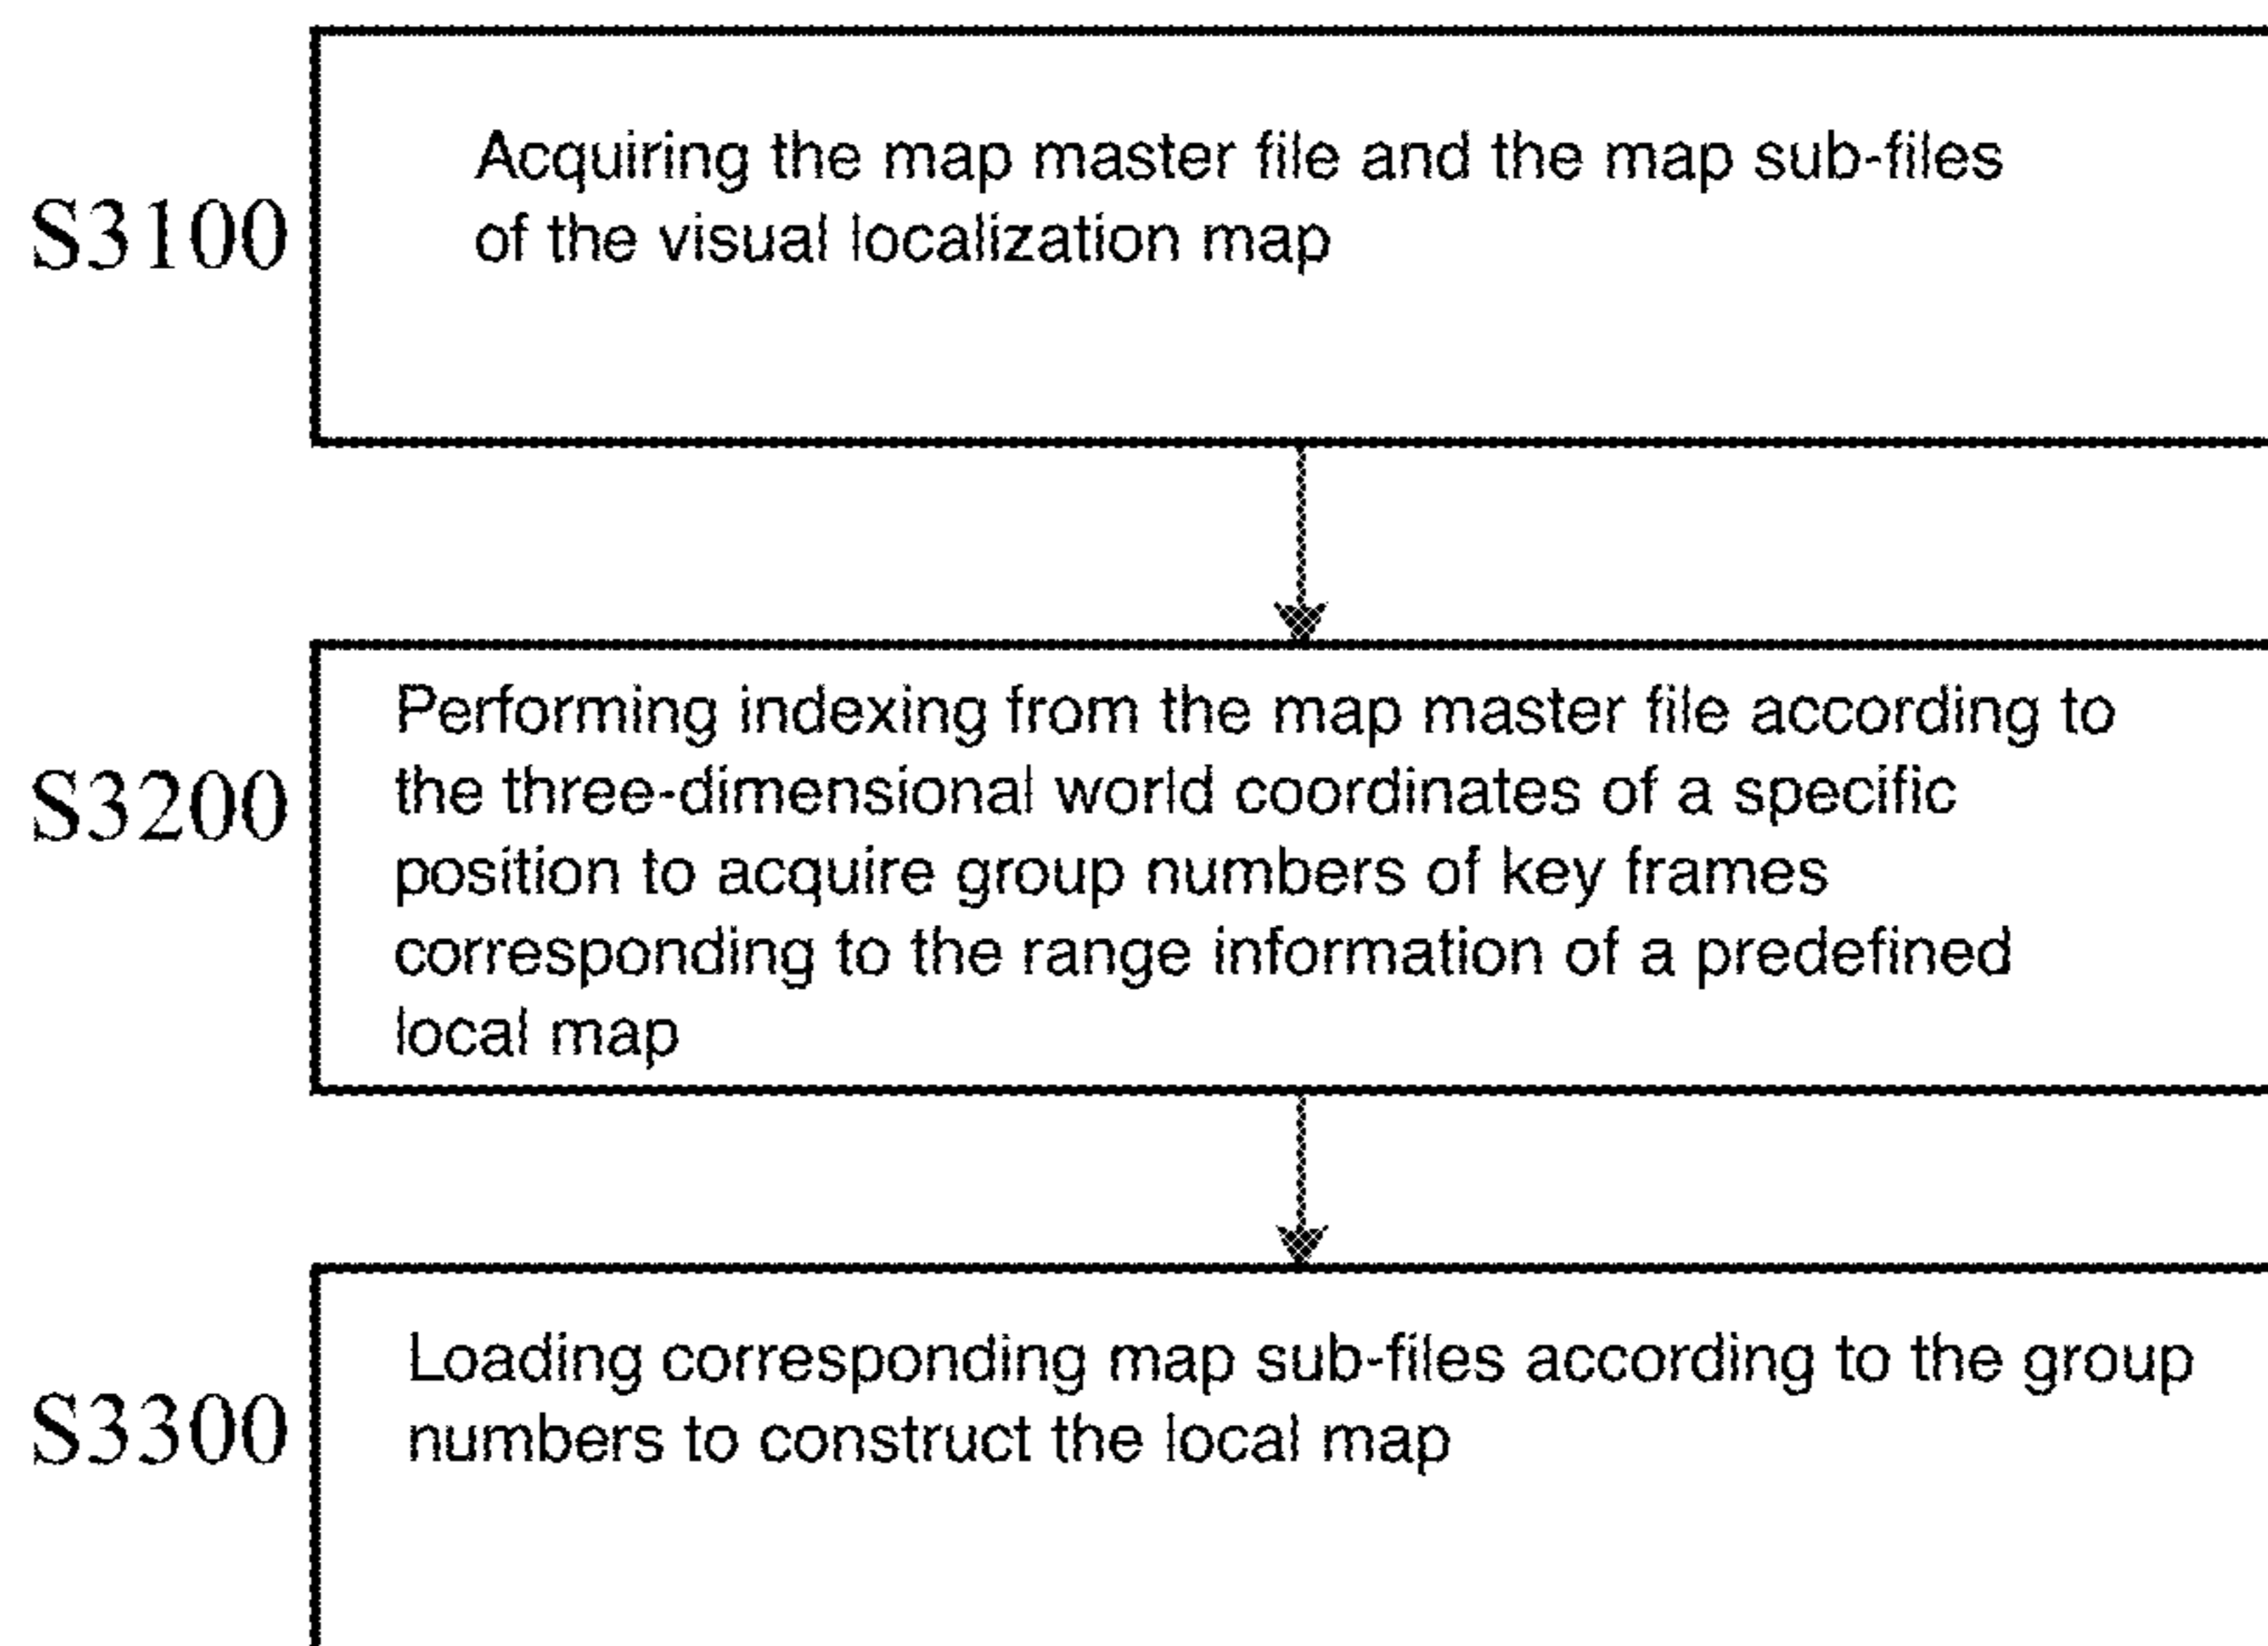 S3100
Acquiring the map master file and the map sub-files
of the visual localization map
S3200
Performing indexing from the map master file according to
the three-dimensional world coordinates of a specific
position to acquire group numbers of key frames
corresponding to the range information of a predefined
local map
S3300
Loading corresponding map sub-files according to the group
numbers to construct the local map